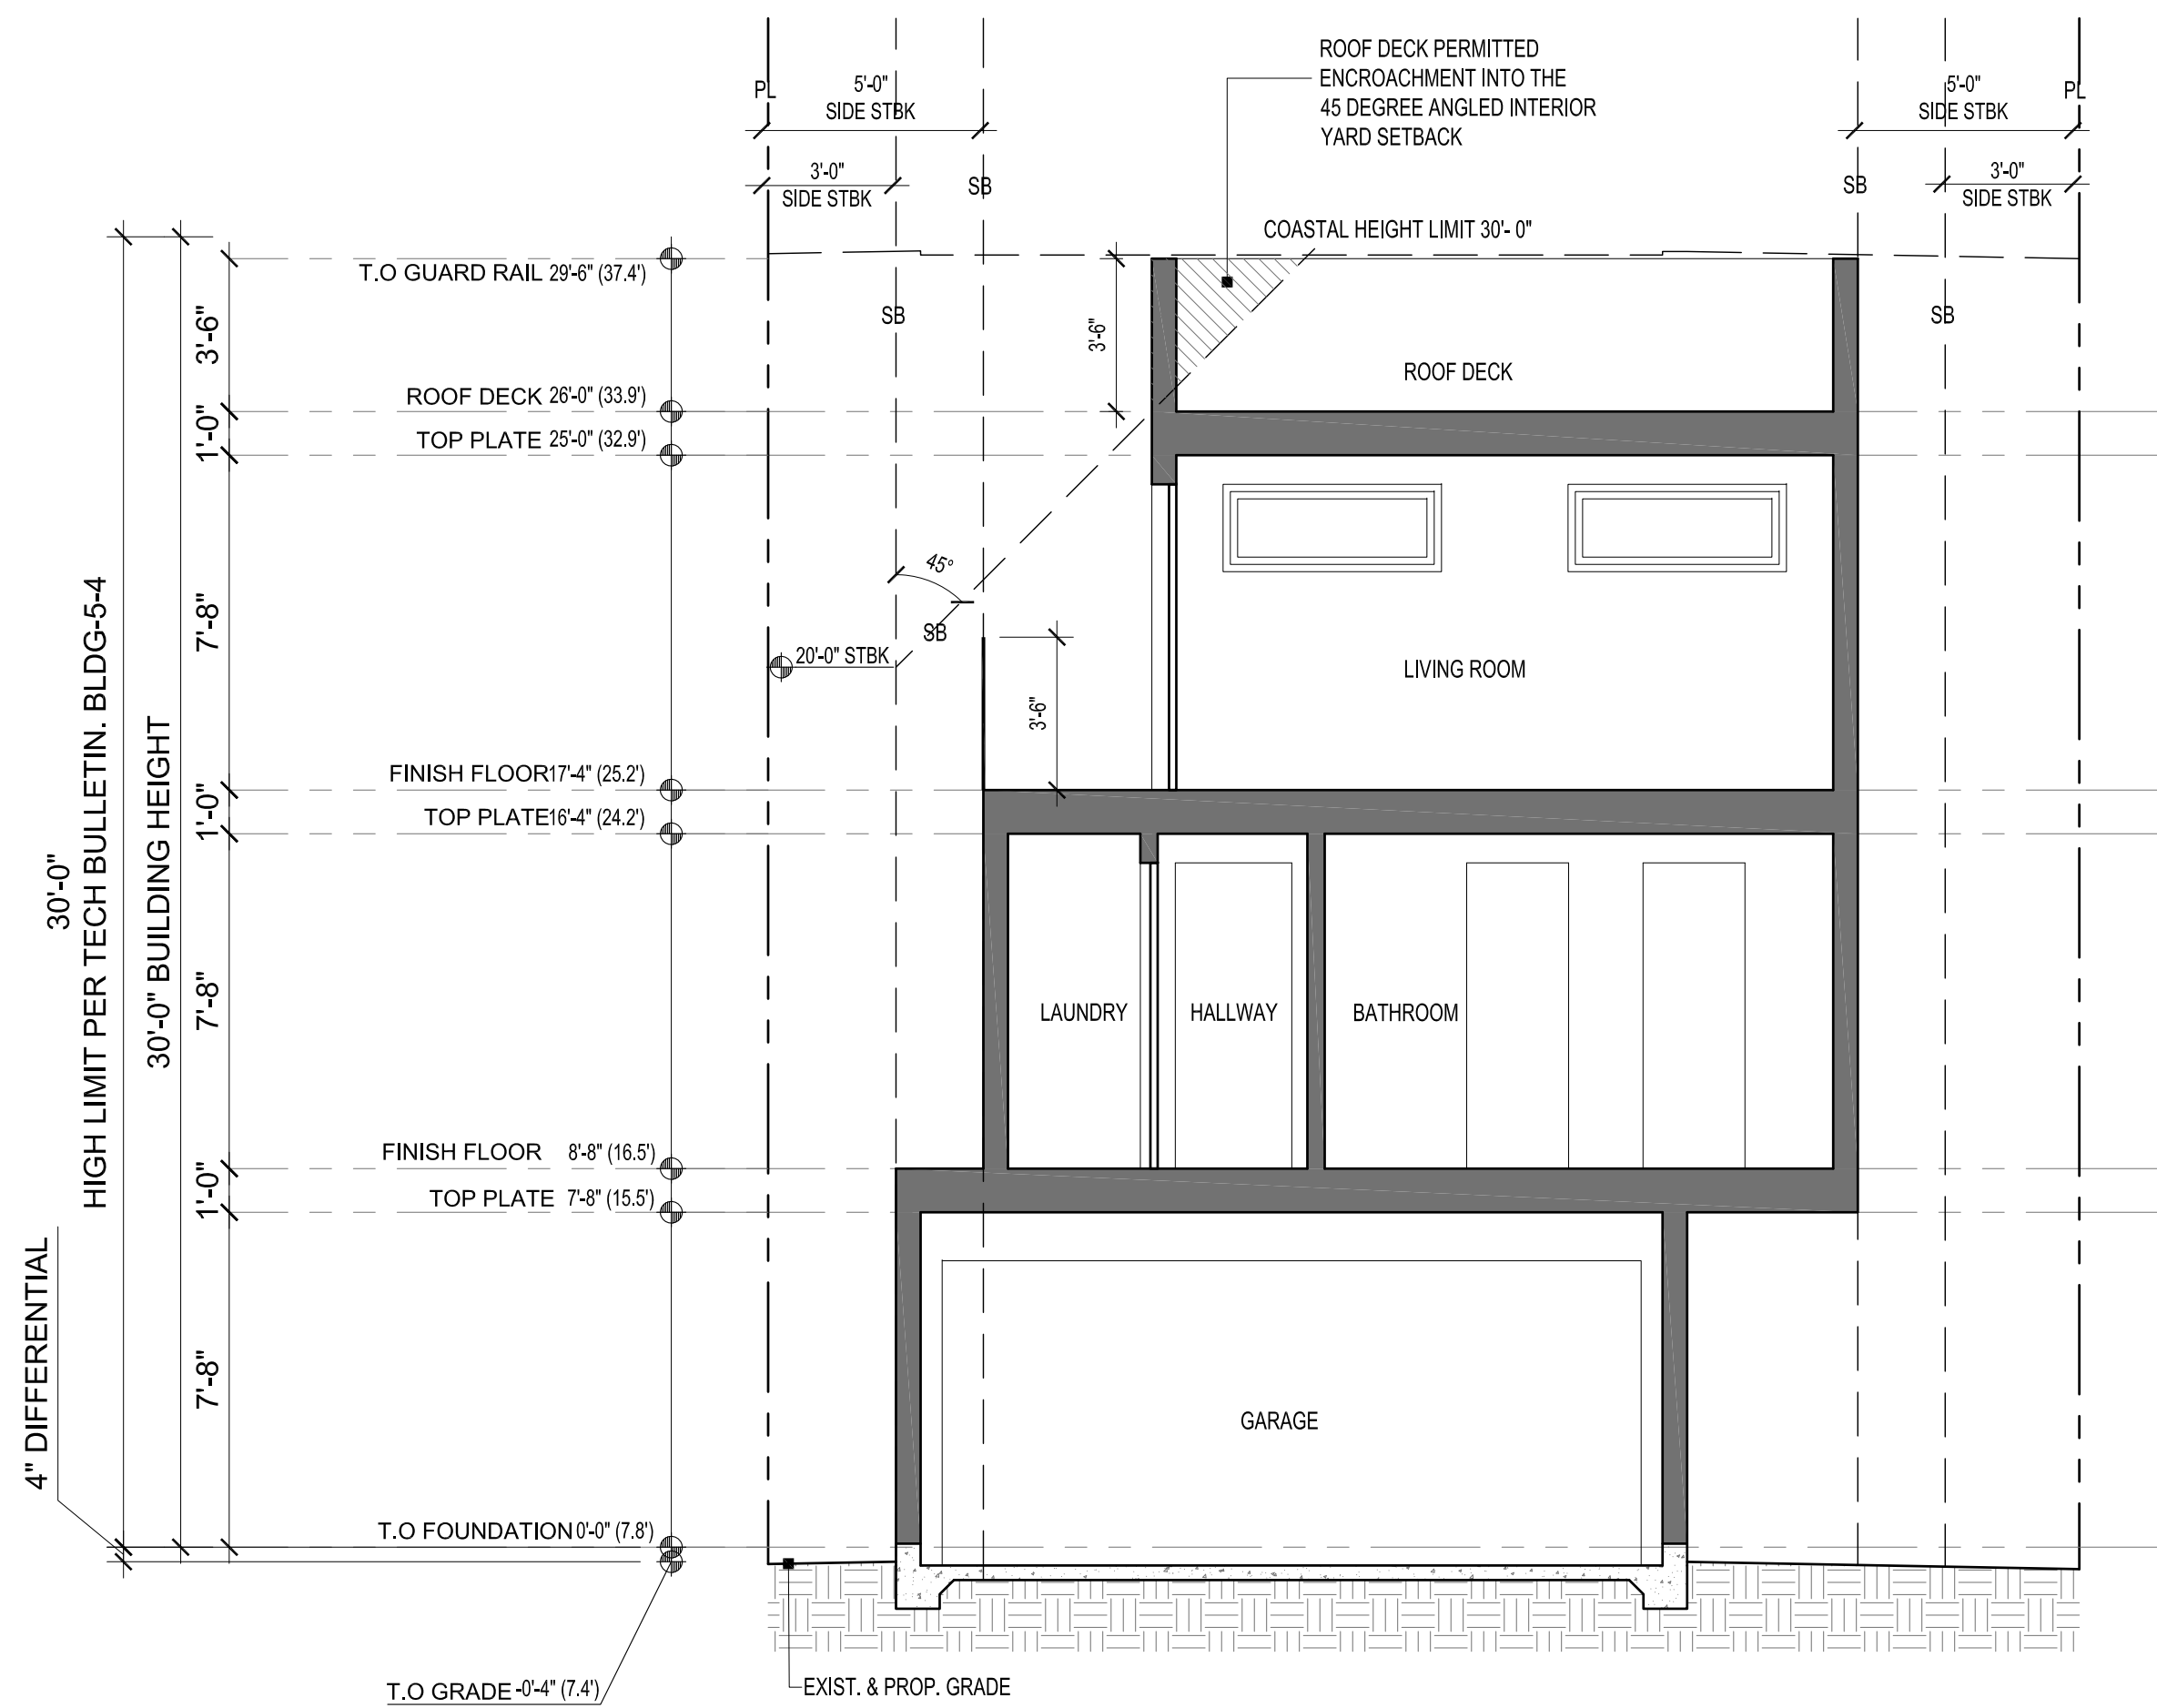 ROOF DECK PERMITTED
ENCROACHMENT INTO THE
45 DEGREE ANGLED INTERIOR
YARD SETBACK
PL
5'-0"
SIDE STBK
3'-0"
SIDE STBK
SB
5'-0"
SIDE STBK
PL
SB
3'-0"
SIDE STBK
COASTAL HEIGHT LIMIT 30'- 0"
T.O GUARD RAIL 29'-6" (37.4')
SB
SB
3'-6"
3'-6"
ROOF DECK
ROOF DECK 26'-0" (33.9')
1'-0"
TOP PLATE 25'-0" (32.9')
45°
SB
20'-0" STBK
7'-8"
3'-6"
LIVING ROOM
FINISH FLOOR 17'-4" (25.2')
1'-0"
TOP PLATE 16'-4" (24.2')
30'-0"
HIGH LIMIT PER TECH BULLETIN. BLDG-5-4
30'-0" BUILDING HEIGHT
7'-8"
LAUNDRY
HALLWAY
BATHROOM
FINISH FLOOR 8'-8" (16.5')
1'-0"
TOP PLATE 7'-8" (15.5')
4" DIFFERENTIAL
7'-8"
GARAGE
T.O FOUNDATION 0'-0" (7.8')
T.O GRADE -0'-4" (7.4')
EXIST. & PROP. GRADE